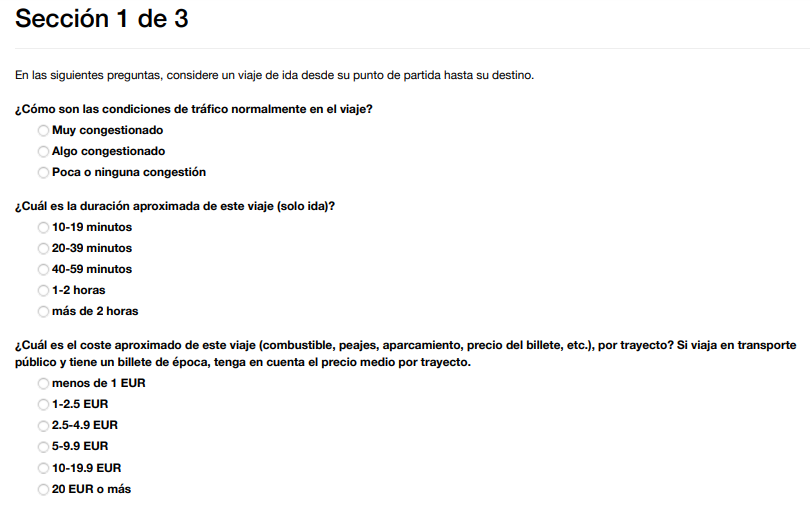 Sección 1 de 3
En las siguientes preguntas, considere un viaje de ida desde su punto de partida hasta su destino.
¿Cómo son las condiciones de tráfico normalmente en el viaje?
Muy congestionado
Algo congestionado
Poca o ninguna congestión
¿Cuál es la duración aproximada de este viaje (solo ida)?
10-19 minutos
20-39 minutos
40-59 minutos
1-2 horas
más de 2 horas
¿Cuál es el coste aproximado de este viaje (combustible, peajes, aparcamiento, precio del billete, etc.), por trayecto? Si viaja en transporte
público y tiene un billete de época, tenga en cuenta el precio medio por trayecto.
menos de 1 EUR
1-2.5 EUR
2.5-4.9 EUR
5-9.9 EUR
10-19.9 EUR
20 EUR o más